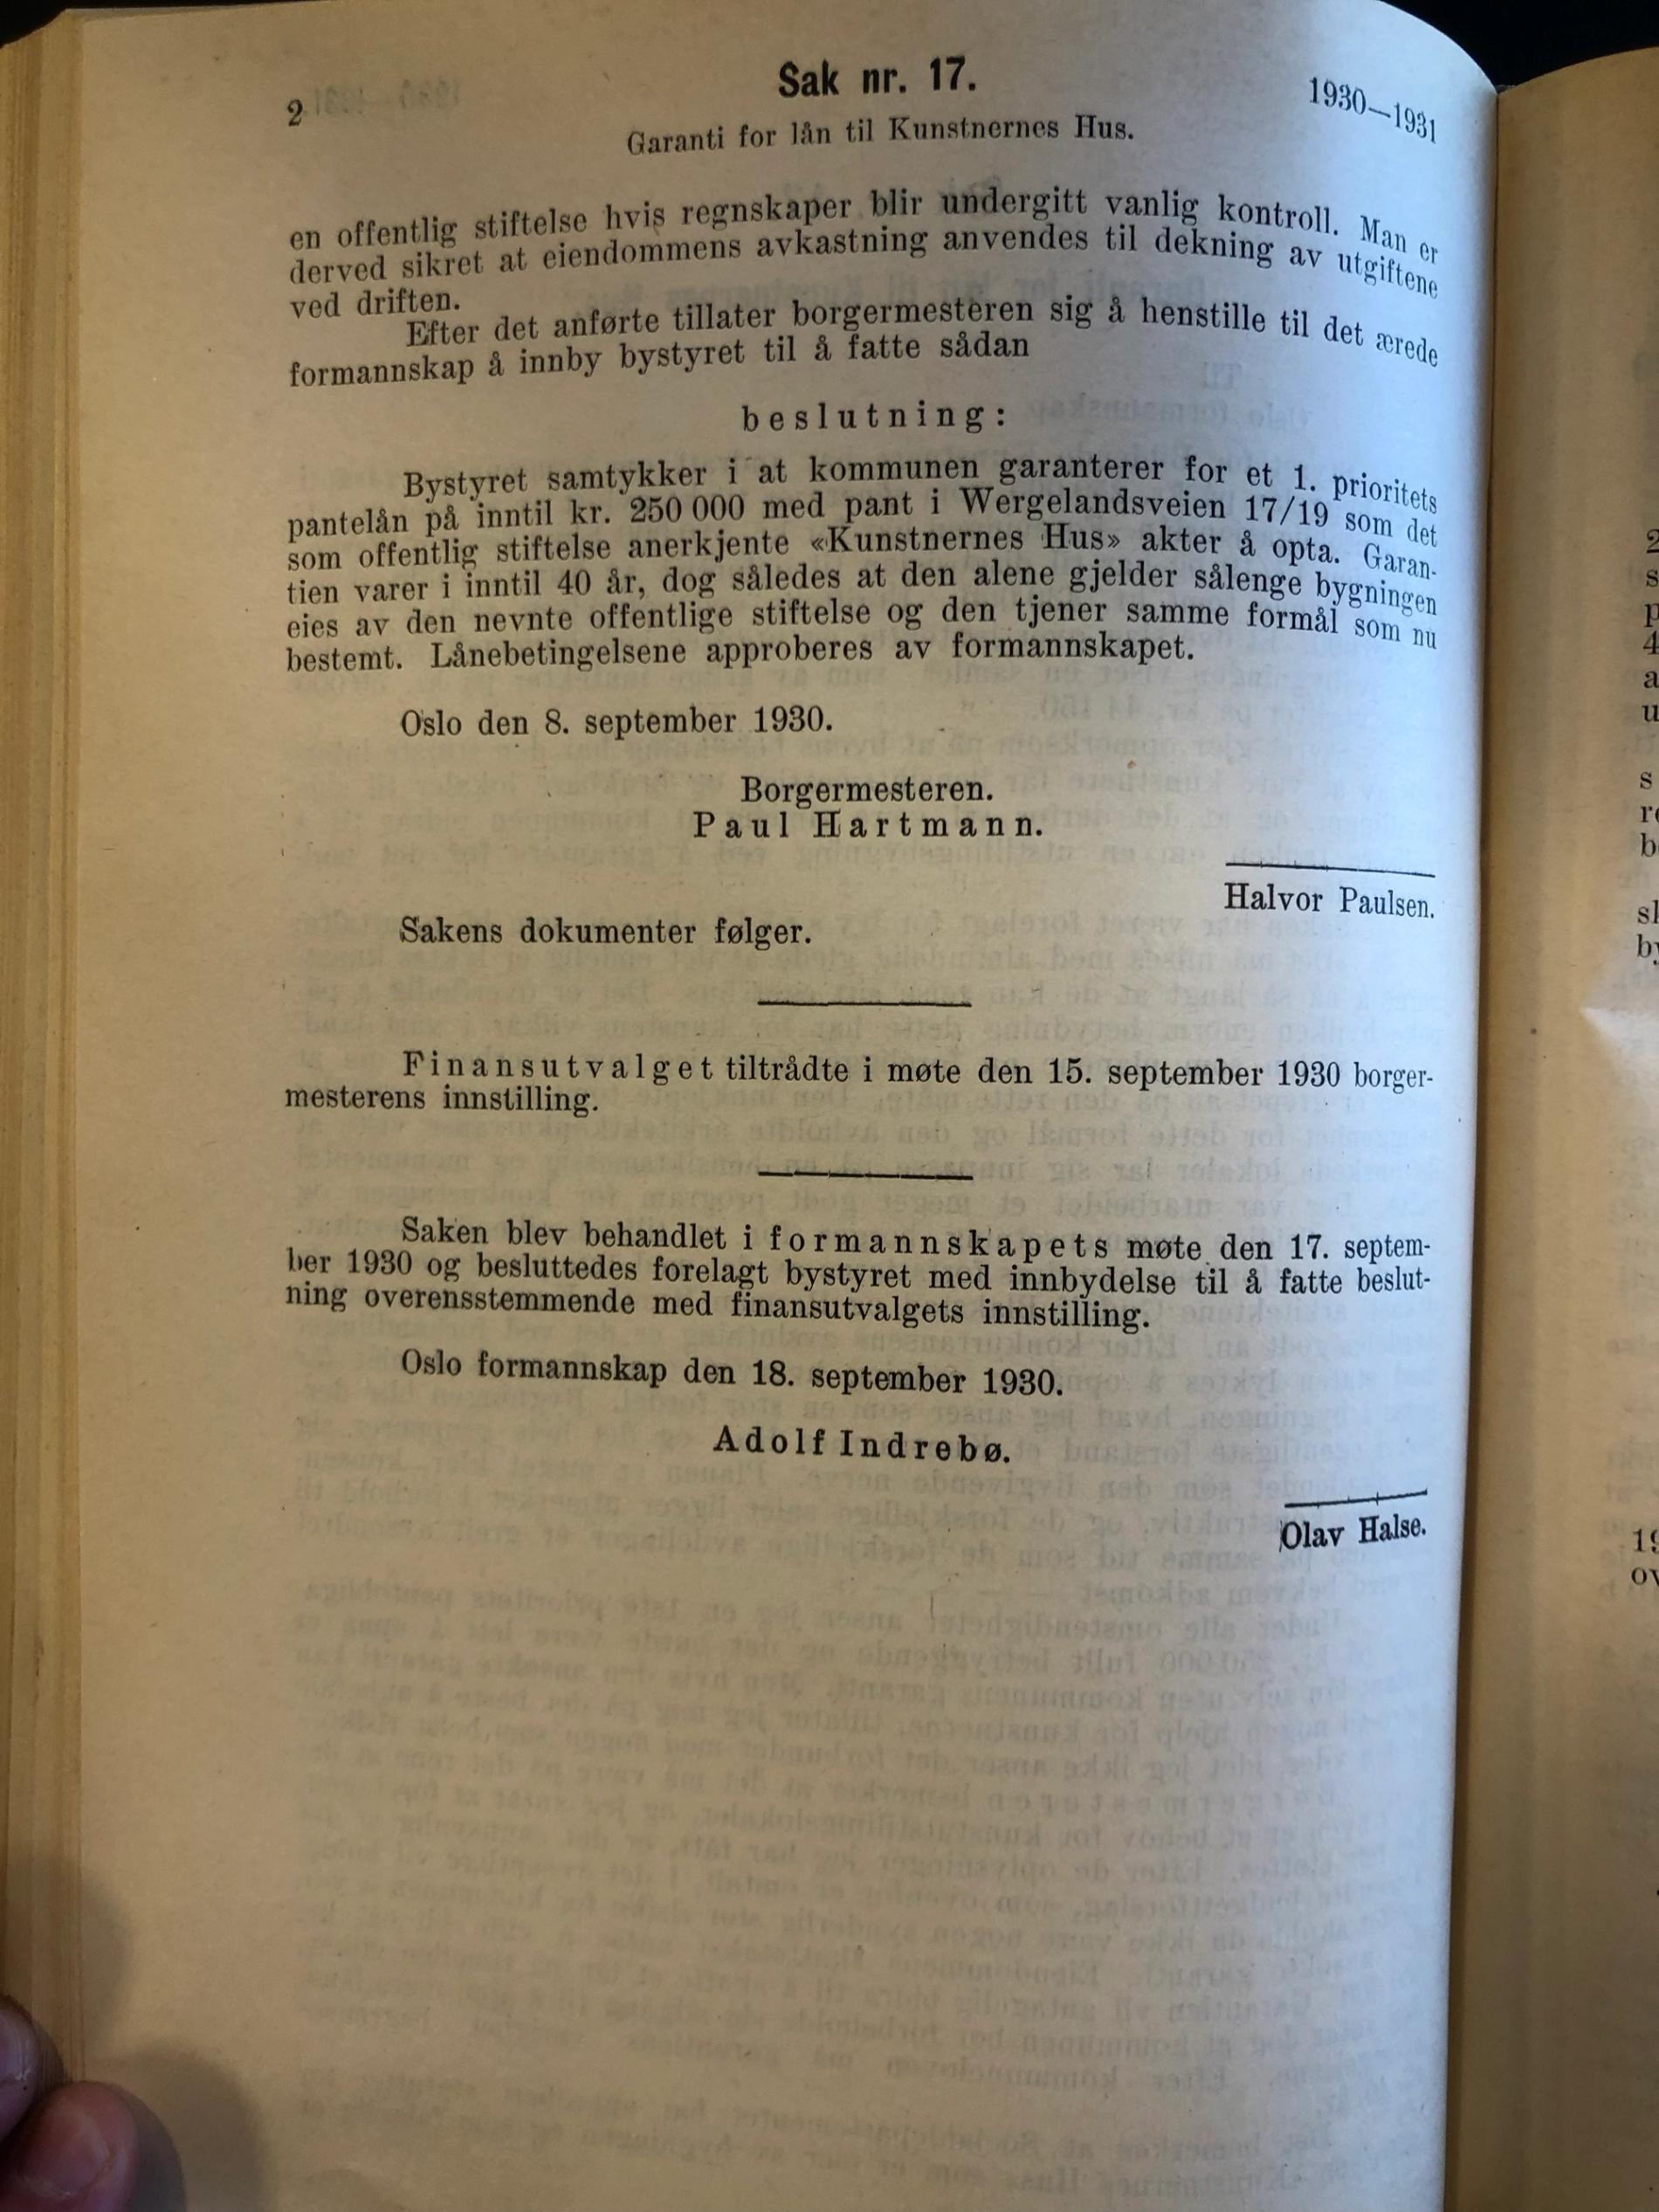 2
Sak nr. 17.
1930—1931
Garanti for lån til Kunstnernes Hus.
en offentlig stiftelse hvis regnskaper blir undergitt vanlig kontroll. Man er
derved sikret at eiendommens avkastning anvendes til dekning av utgiftene
ved driften.
Efter det anførte tillater borgermesteren sig å henstille til det ærede
formannskap å innby bystyret til å fatte sådan
beslutning:
Bystyret samtykker i at kommunen garanterer for et 1. prioritets
pantelån på inntil kr. 250 000 med pant i Wergelandsveien 17/19 som det
som offentlig stiftelse anerkjente «Kunstnernes Hus» akter å opta. Garan-
tien varer i inntil 40 år, dog således at den alene gjelder sålenge bygningen
eies av den nevnte offentlige stiftelse og den tjener samme formål som nu
bestemt. Lånebetingelsene approberes av formannskapet.
Oslo den 8. september 1930.
Borgermesteren.
Paul Hartmann.
Halvor Paulsen.
Sakens dokumenter følger.
Finansutvalget tiltrådte i møte den 15. september 1930 borger-
mesterens innstilling.
Saken blev behandlet i formannskapets møte den 17. septem-
ber 1930 og besluttedes forelagt bystyret med innbydelse til å fatte beslut-
ning overensstemmende med finansutvalgets innstilling.
Oslo formannskap den 18. september 1930.
Adolf Indrebø.
Olav Halse.